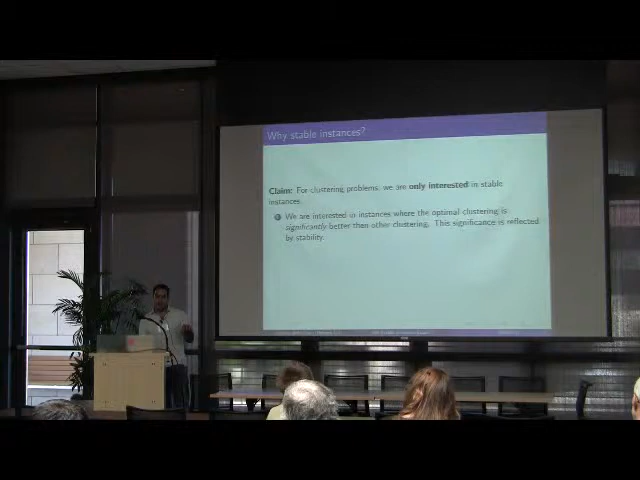 Why stable instances?
Claim: For clustering problems, we are only interested in stable
instances.
We are interested in instances where the optimal clustering is
significantly better than other clustering. This significance is reflected
by stability.